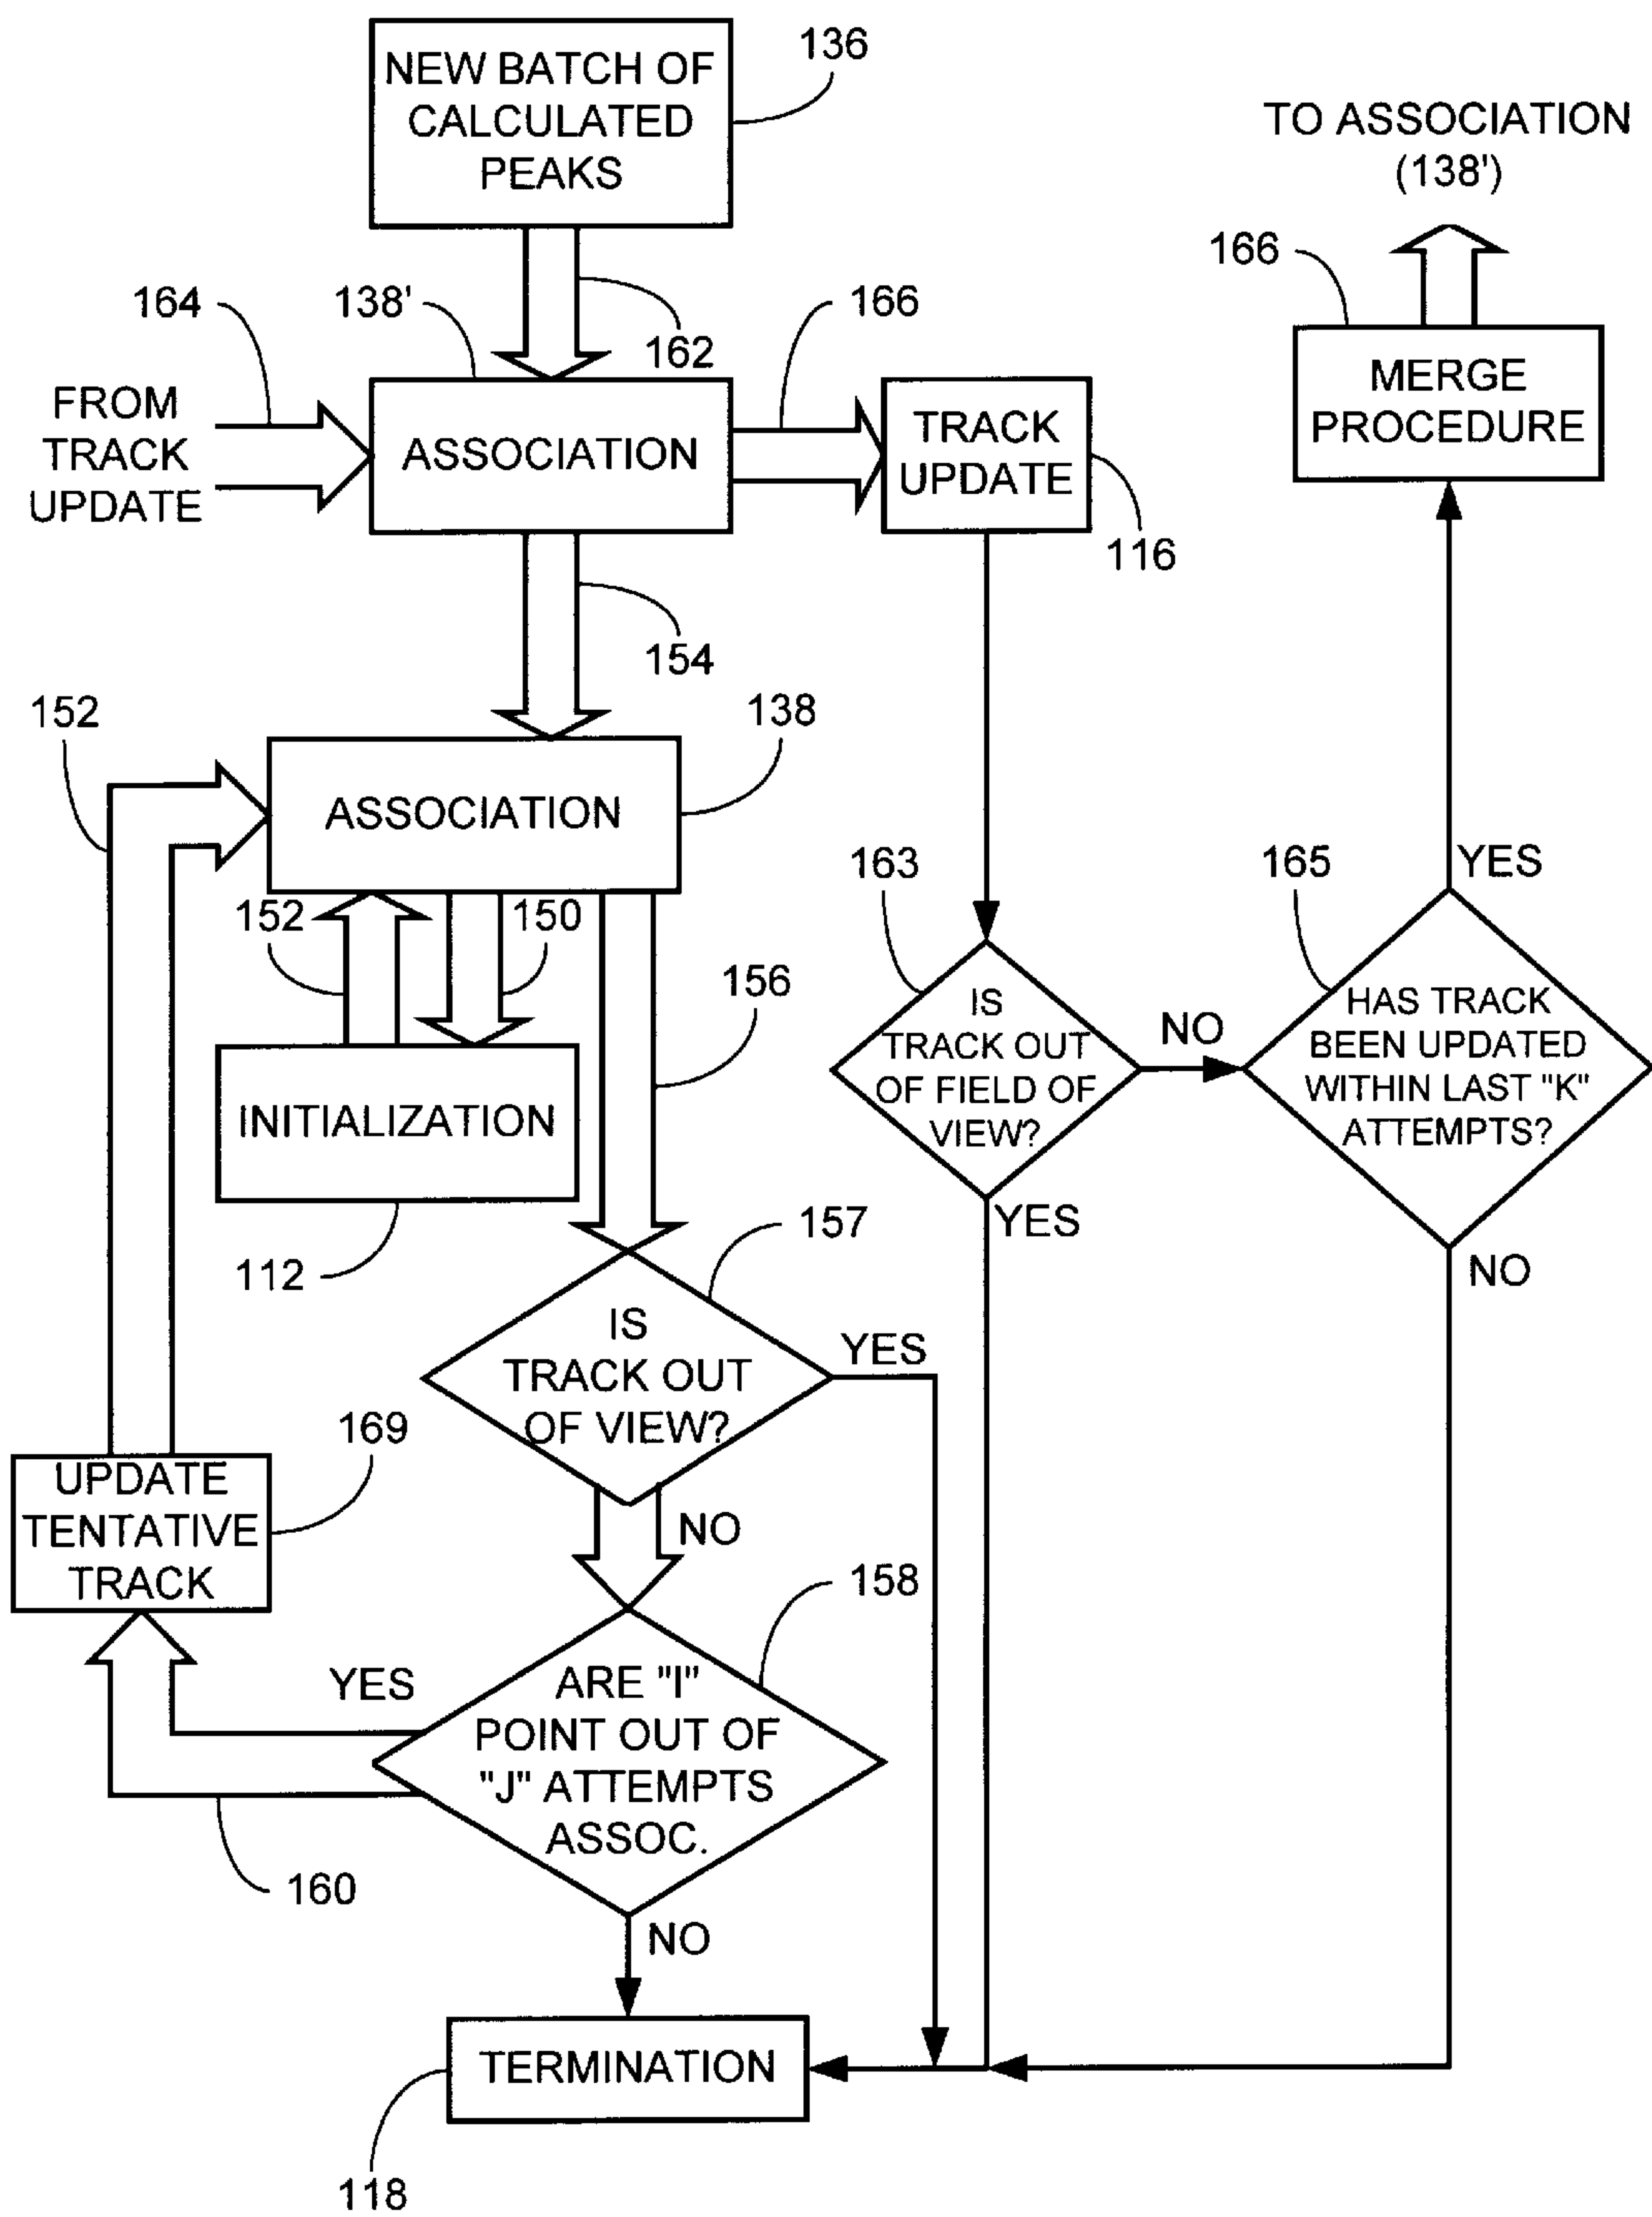 NEW BATCH OF
CALCULATED
PEAKS
136
TO ASSOCIATION
(138')
164
138'
162
166
166
FROM
TRACK
UPDATE
ASSOCIATION
TRACK
UPDATE
116
MERGE
PROCEDURE
154
152
138
ASSOCIATION
152
150
156
INITIALIZATION
112
163
IS
TRACK OUT
OF FIELD OF
VIEW?
NO
YES
165
YES
HAS TRACK
BEEN UPDATED
WITHIN LAST "K"
ATTEMPTS?
NO
157
IS
TRACK OUT
OF VIEW?
YES
NO
169
UPDATE
TENTATIVE
TRACK
158
YES
ARE "I"
POINT OUT OF
"J" ATTEMPTS
ASSOC.
160
NO
TERMINATION
118